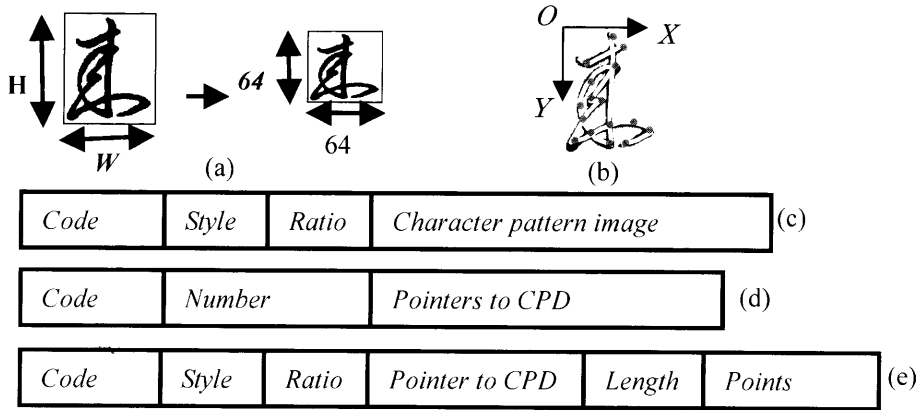 O X
H 64 Y
W (a) 64 (b)
Code Style Ratio Character pattern image (c)
Code Number Pointers to CPD (d)
Code Style Ratio Pointer to CPD Length Points (e)